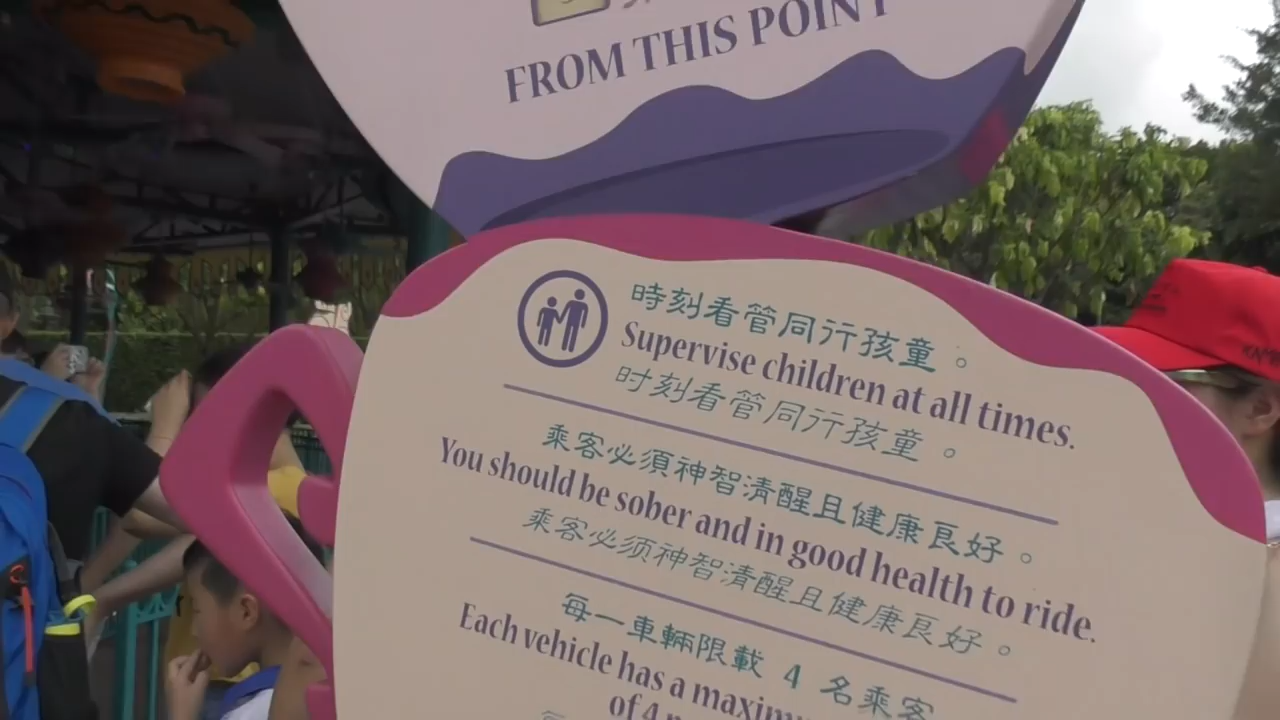 FROM THIS POINT
時刻看管同行孩童。
Supervise children at all times.
时刻看管同行孩童。
乘客必須神智清醒且健康良好。
You should be sober and in good health to ride.
乘客必须神智清醒且健康良好。
每一車輛限載 4 名乘客
Each vehicle has a
of 4